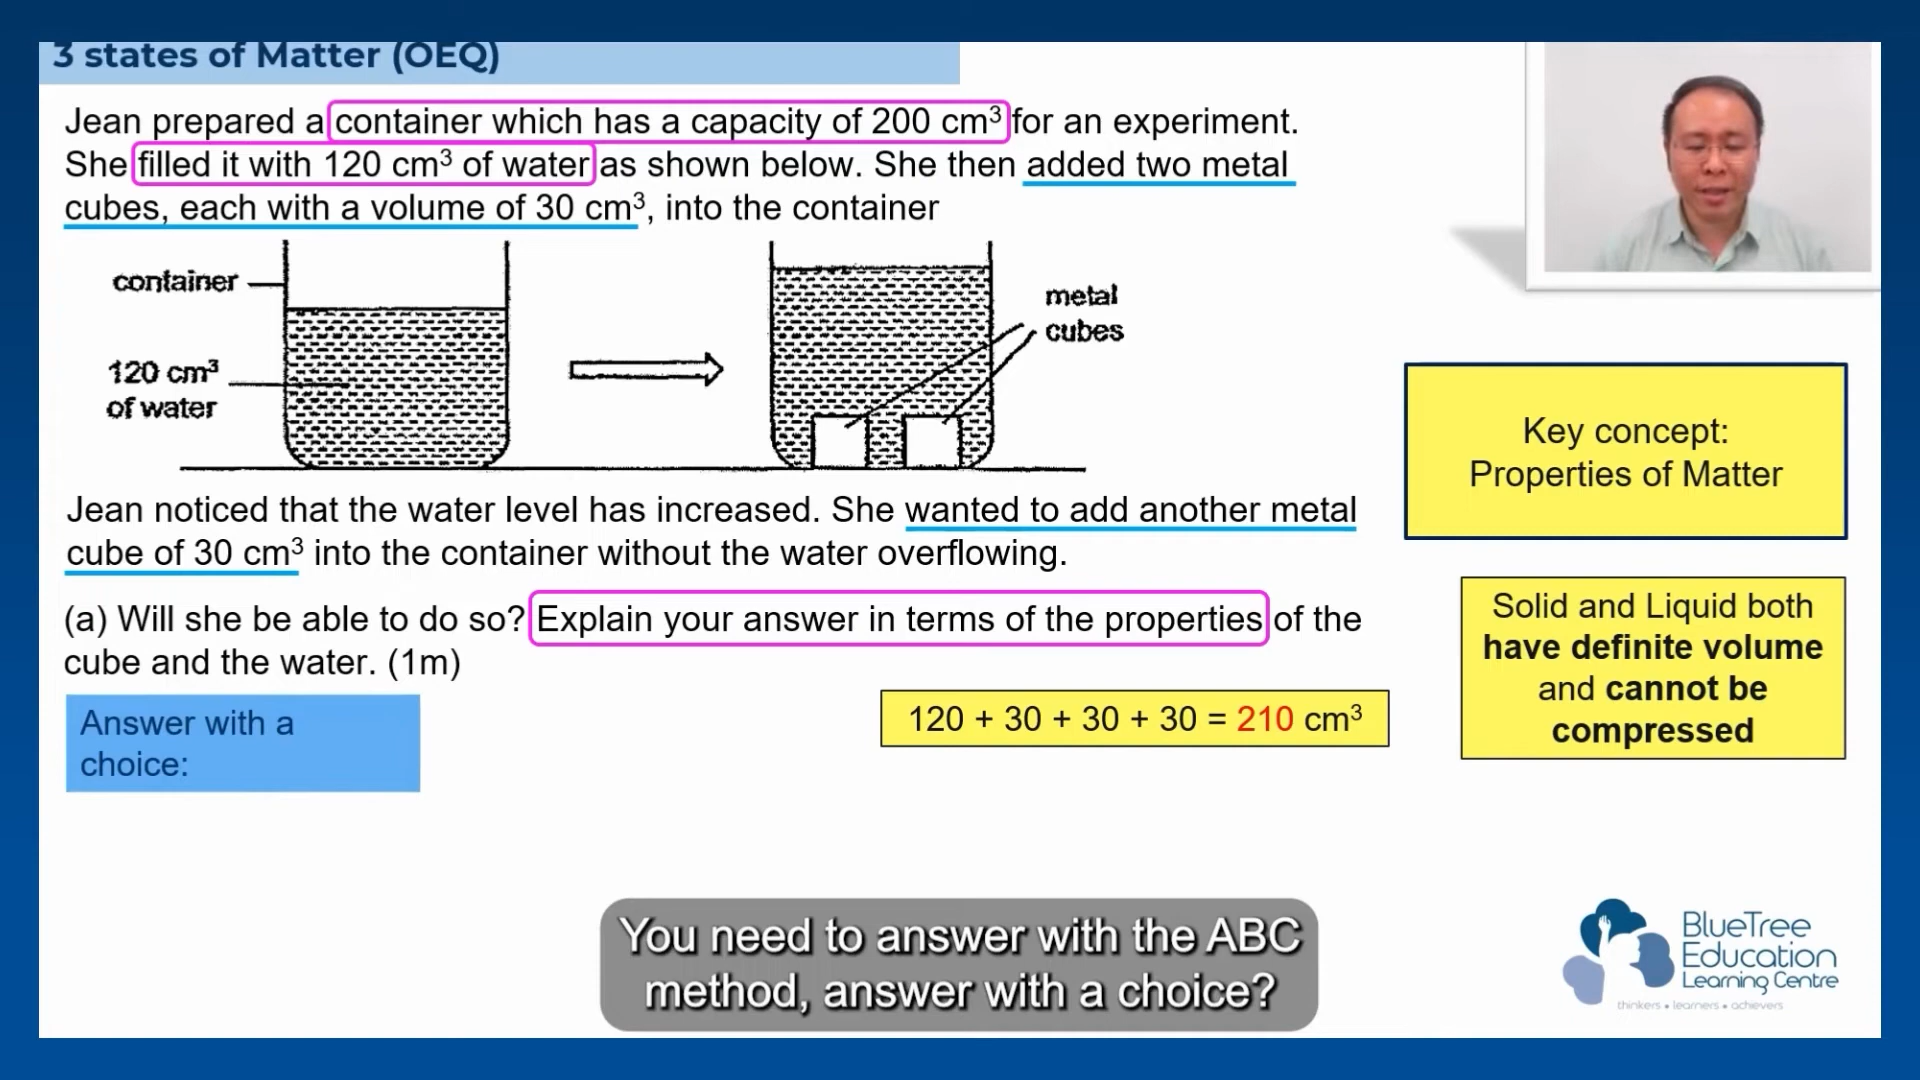 3 states of Matter (OEQ)
Jean prepared a container which has a capacity of 200 cm³ for an experiment.
She filled it with 120 cm³ of water as shown below. She then added two metal
cubes, each with a volume of 30 cm³, into the container
container
120 cm³
of water
metal
cubes
Jean noticed that the water level has increased. She wanted to add another metal
cube of 30 cm³ into the container without the water overflowing.
(a) Will she be able to do so? Explain your answer in terms of the properties of the
cube and the water. (1m)
Answer with a
choice:
120 + 30 + 30 + 30 = 210 cm³
Key concept:
Properties of Matter
Solid and Liquid both
have definite volume
and cannot be
compressed
You need to answer with the ABC
method, answer with a choice?
BlueTree
Education
Learning Centre
thinkers • learners • achievers